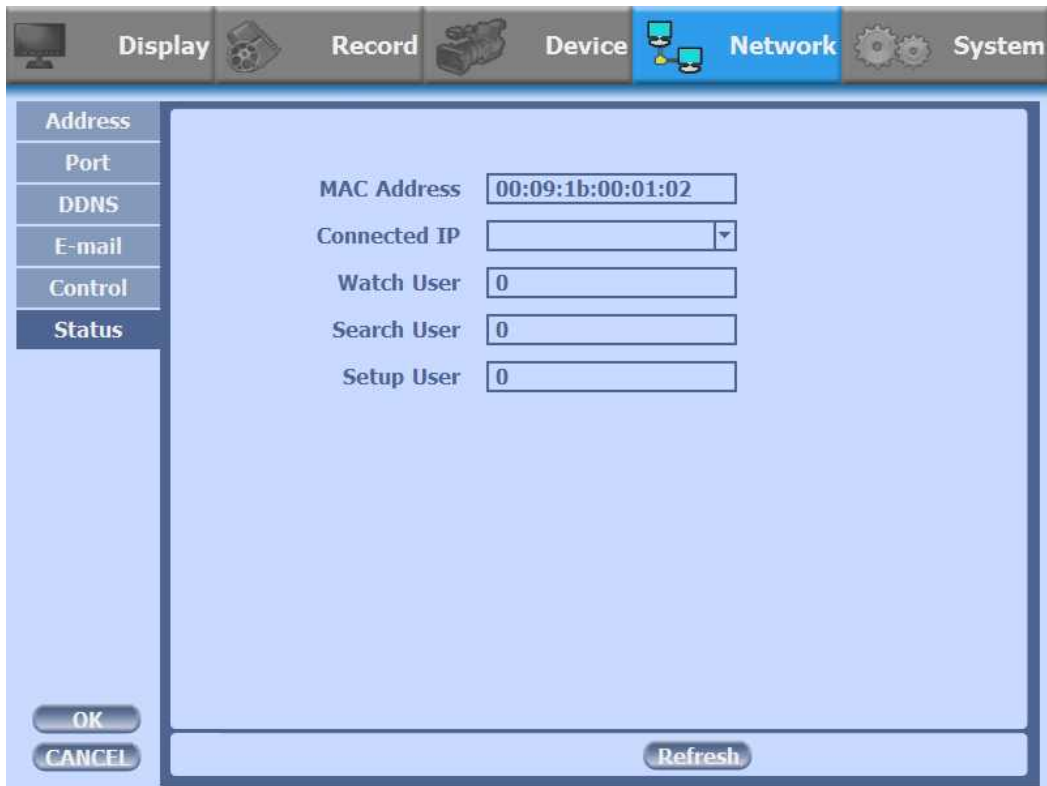 Display Record Device Network System
Address
Port
DDNS
E-mail
Control
Status
MAC Address 00:09:1b:00:01:02
Connected IP
Watch User 0
Search User 0
Setup User 0
OK
CANCEL
Refresh